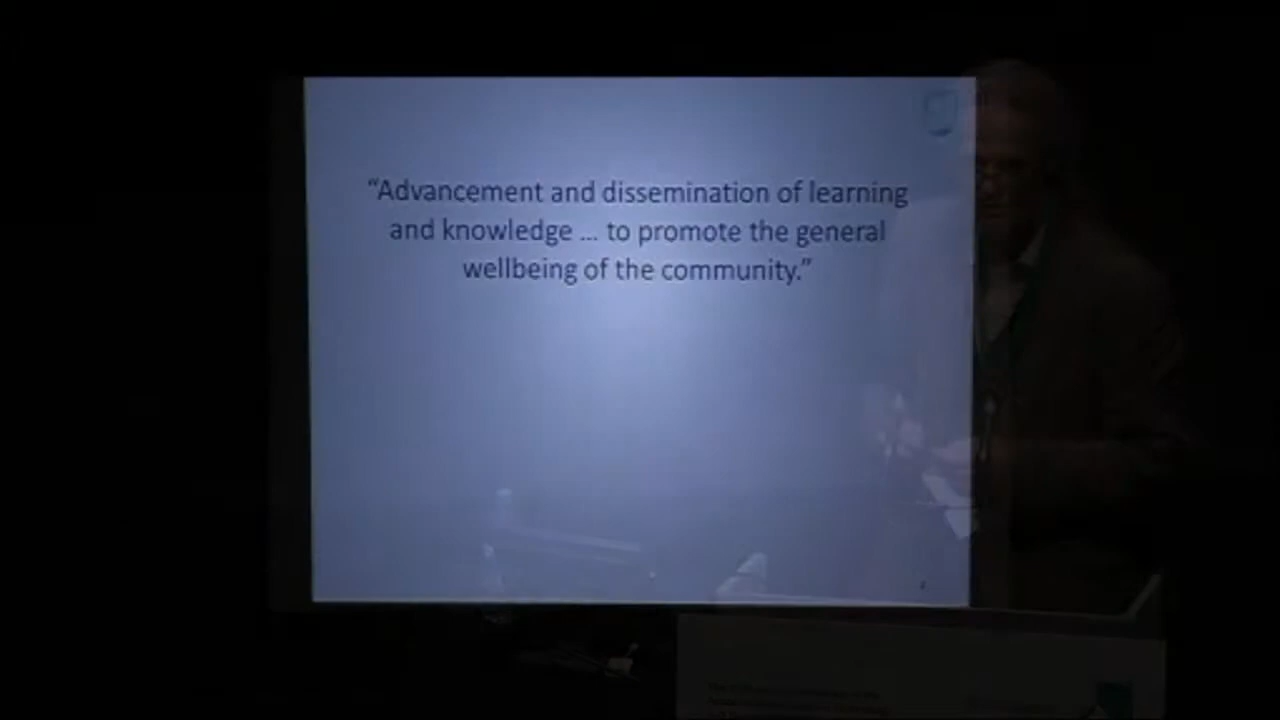 “Advancement and dissemination of learning
and knowledge ... to promote the general
wellbeing of the community.”